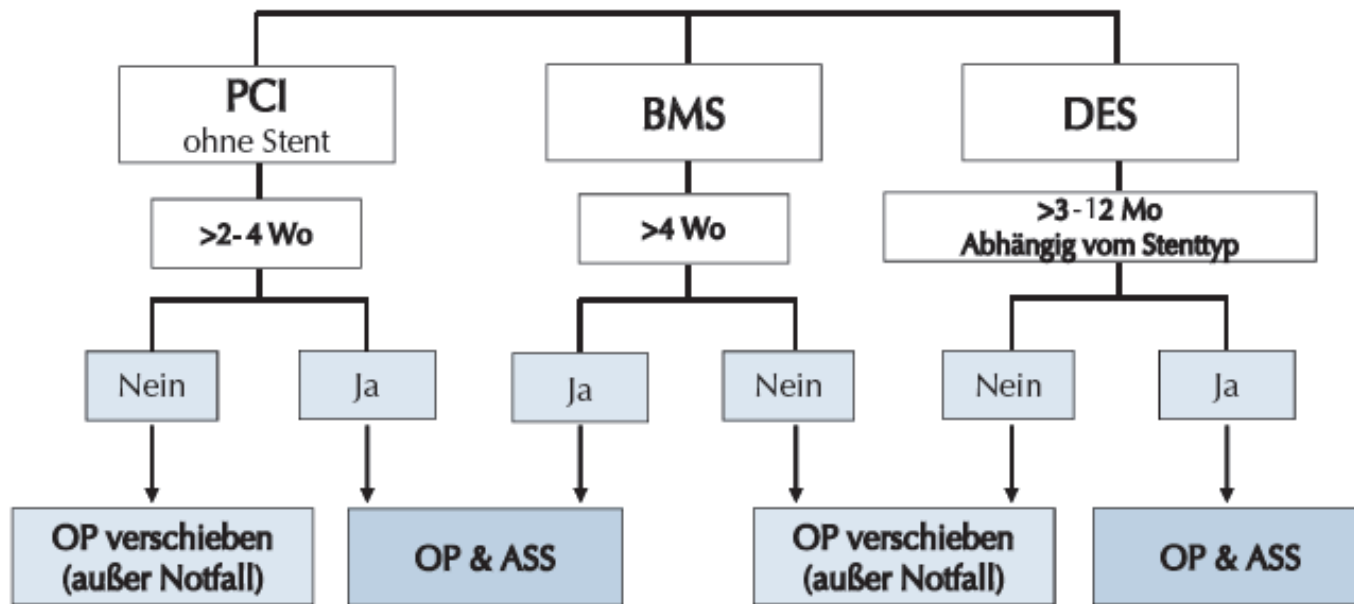 PCI
ohne Stent
BMS
DES
>2-4 Wo
>4 Wo
>3-12 Mo
Abhängig vom Stenttyp
Nein
Ja
Ja
Nein
Nein
Ja
OP verschieben
(außer Notfall)
OP & ASS
OP verschieben
(außer Notfall)
OP & ASS